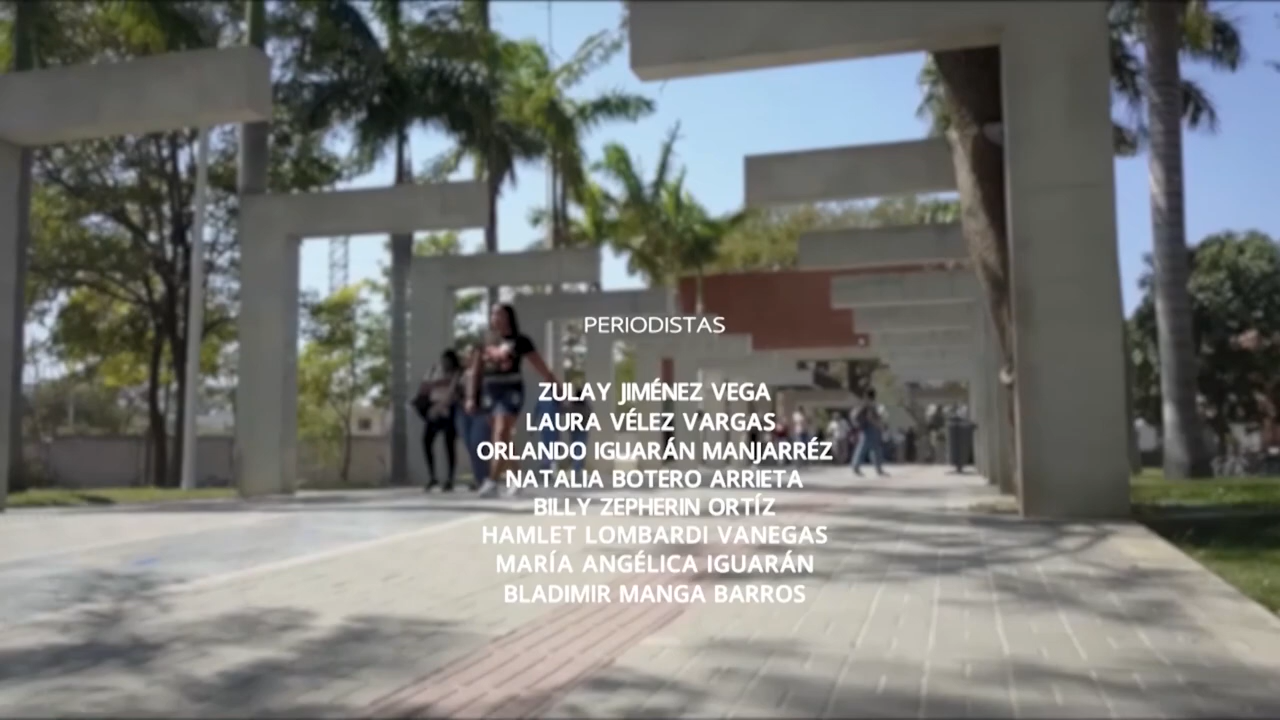 PERIODISTAS
ZULAY JIMÉNEZ VEGA
LAURA VÉLEZ VARGAS
ORLANDO IGUARÁN MANJARRÉZ
NATALIA BOTERO ARRIETA
BILLY ZEPHERIN ORTÍZ
HAMLET LOMBARDI VANEGAS
MARÍA ANGÉLICA IGUARÁN
BLADIMIR MANGA BARROS